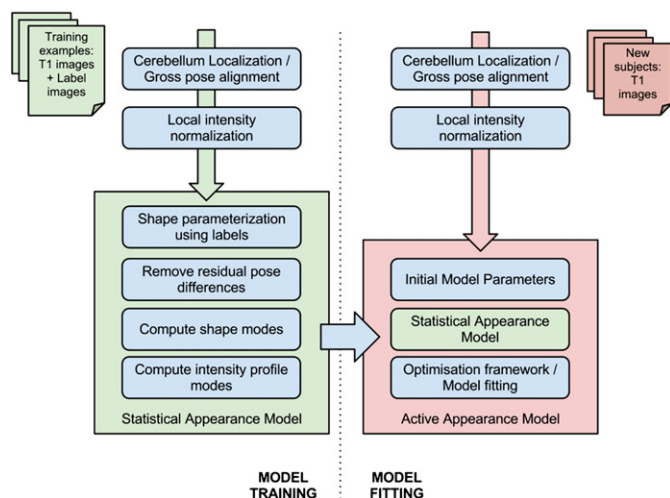 Training
examples:
T1 images
+ Label
images
Cerebellum Localization /
Gross pose alignment
Local intensity
normalization
Shape parameterization
using labels
Remove residual pose
differences
Compute shape modes
Compute intensity profile
modes
Statistical Appearance Model
MODEL
TRAINING
Cerebellum Localization /
Gross pose alignment
New
subjects:
T1
images
Local intensity
normalization
Initial Model Parameters
Statistical Appearance
Model
Optimisation framework /
Model fitting
Active Appearance Model
MODEL
FITTING